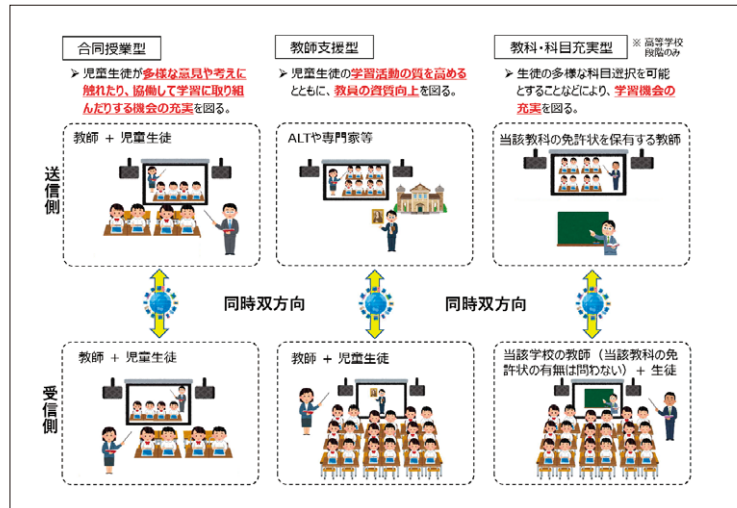 合同授業型
➤ 児童生徒が多様な意見や考えに
触れたり、協働して学習に取り組
んだりする機会の充実を図る。
教師支援型
➤ 児童生徒の学習活動の質を高める
とともに、教員の資質向上を図る。
教科・科目充実型
※ 高等学校
段階のみ
➤ 生徒の多様な科目選択を可能
とすることなどにより、学習機会の
充実を図る。
送信側
教師 + 児童生徒
ALTや専門家等
当該教科の免許状を保有する教師
同時双方向
同時双方向
受信側
教師 + 児童生徒
教師 + 児童生徒
当該学校の教師（当該教科の免
許状の有無は問わない）+ 生徒